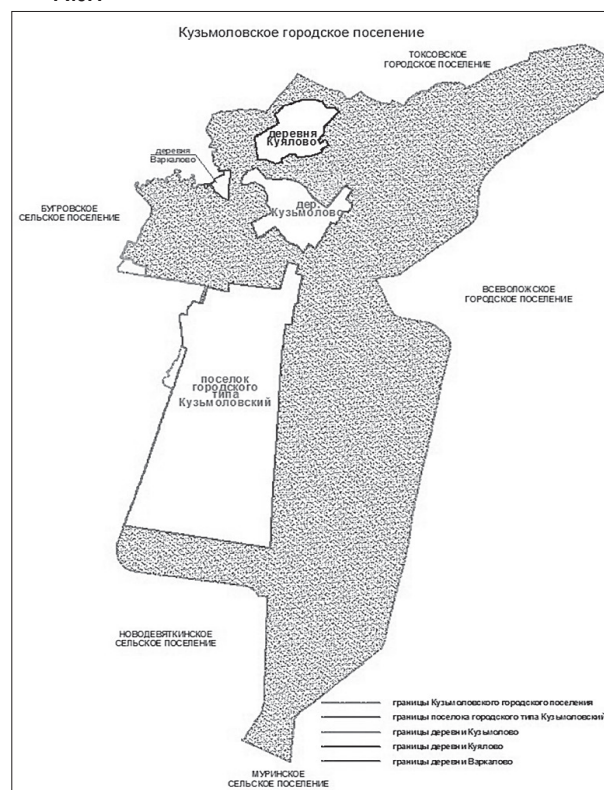 Кузьмоловское городское поселение
ТОКСОВСКОЕ
ГОРОДСКОЕ ПОСЕЛЕНИЕ
деревня
Куялово
деревня
Варкалово
дер.
Кузьмолово
БУГРОВСКОЕ
СЕЛЬСКОЕ ПОСЕЛЕНИЕ
ВСЕВОЛОЖСКОЕ
ГОРОДСКОЕ ПОСЕЛЕНИЕ
поселок
городского
типа
Кузьмоловский
НОВОДЕВЯТКИНСКОЕ
СЕЛЬСКОЕ ПОСЕЛЕНИЕ
границы Кузьмоловского городского поселения
границы поселока городского типа Кузьмоловский
границы деревни Кузьмолово
границы деревни Куялово
границы деревни Варкалово
МУРИНСКОЕ
СЕЛЬСКОЕ ПОСЕЛЕНИЕ